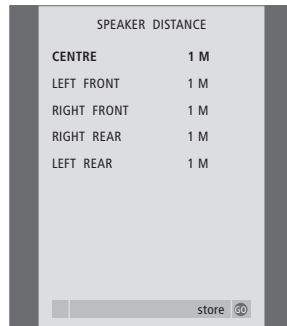 SPEAKER DISTANCE
CENTRE 1 M
LEFT FRONT 1 M
RIGHT FRONT 1 M
RIGHT REAR 1 M
LEFT REAR 1 M
store GO